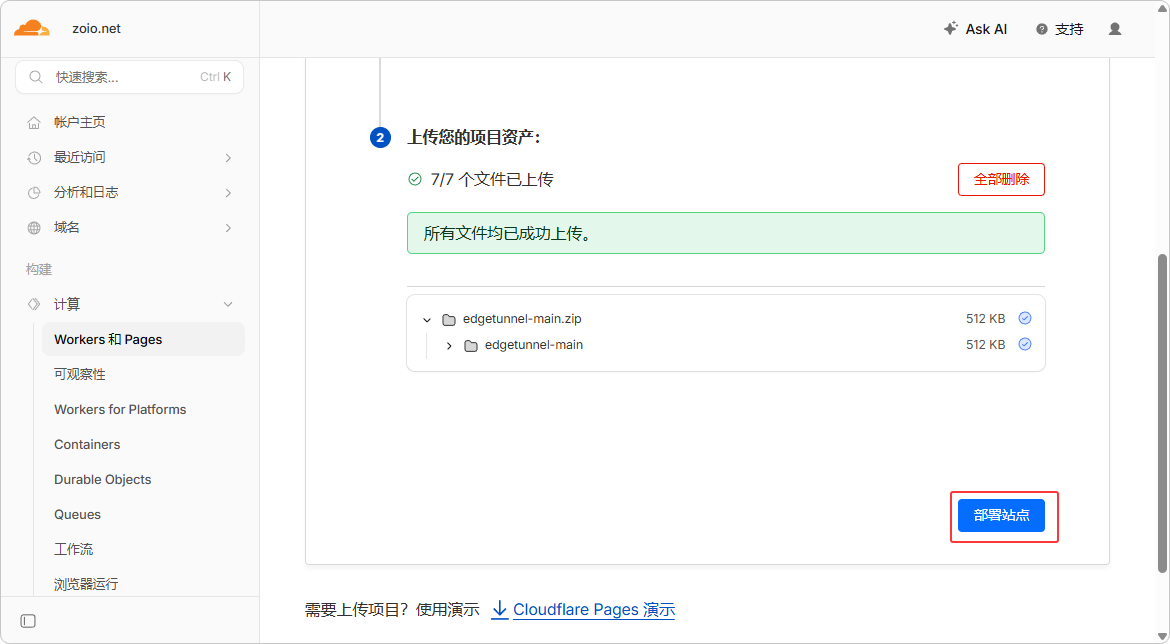 zoio.net
Ask AI
支持
快速搜索... Ctrl K
帐户主页
最近访问
分析和日志
域名
构建
计算
Workers 和 Pages
可观察性
Workers for Platforms
Containers
Durable Objects
Queues
工作流
浏览器运行
2 上传您的项目资产：
7/7 个文件已上传
全部删除
所有文件均已成功上传。
edgetunnel-main.zip 512 KB
edgetunnel-main 512 KB
部署站点
需要上传项目？使用演示 Cloudflare Pages 演示